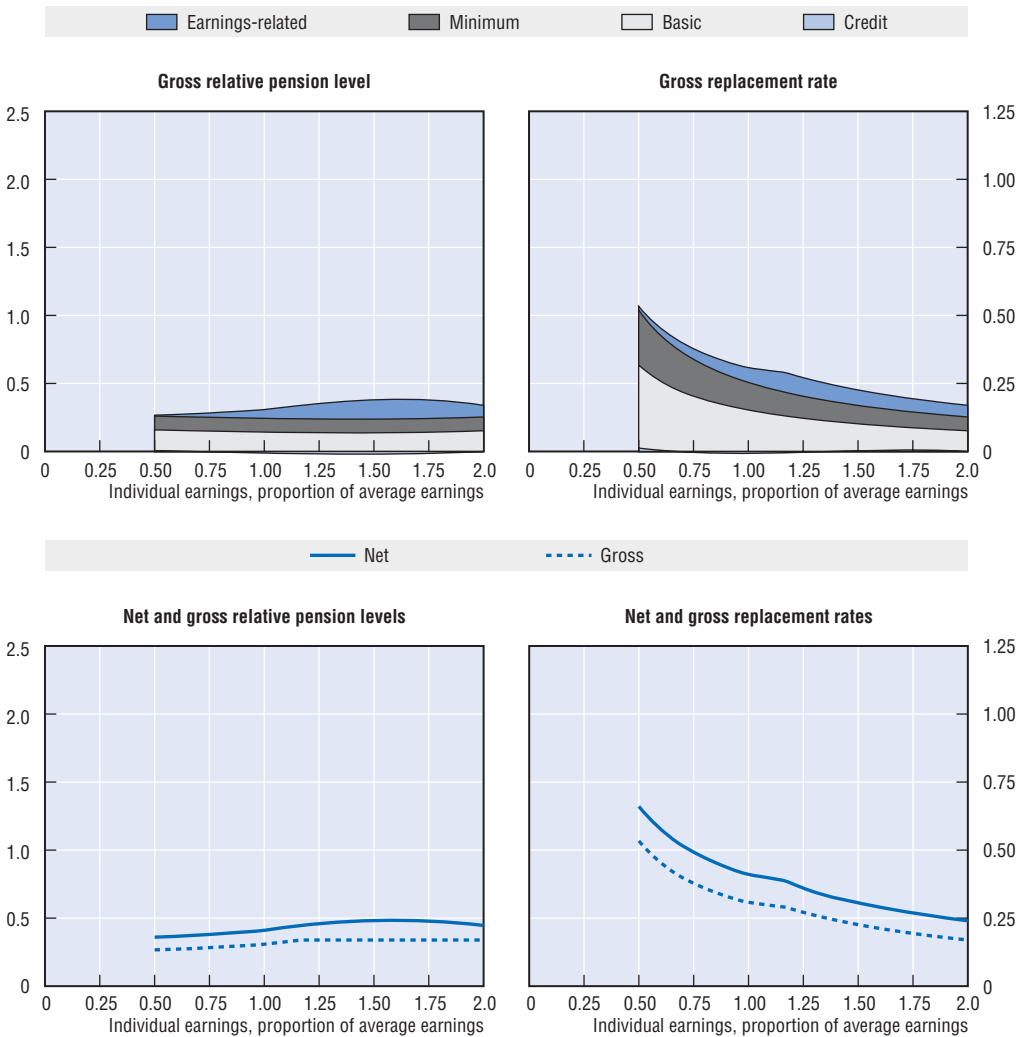 Earnings-related Minimum Basic Credit
Gross relative pension level
2.5
2.0
1.5
1.0
0.5
0
0 0.25 0.50 0.75 1.00 1.25 1.50 1.75 2.0
Individual earnings, proportion of average earnings
Gross replacement rate
1.25
1.00
0.75
0.50
0.25
0
0 0.25 0.50 0.75 1.00 1.25 1.50 1.75 2.0
Individual earnings, proportion of average earnings
Net Gross
Net and gross relative pension levels
2.5
2.0
1.5
1.0
0.5
0
0 0.25 0.50 0.75 1.00 1.25 1.50 1.75 2.0
Individual earnings, proportion of average earnings
Net and gross replacement rates
1.25
1.00
0.75
0.50
0.25
0
0 0.25 0.50 0.75 1.00 1.25 1.50 1.75 2.0
Individual earnings, proportion of average earnings